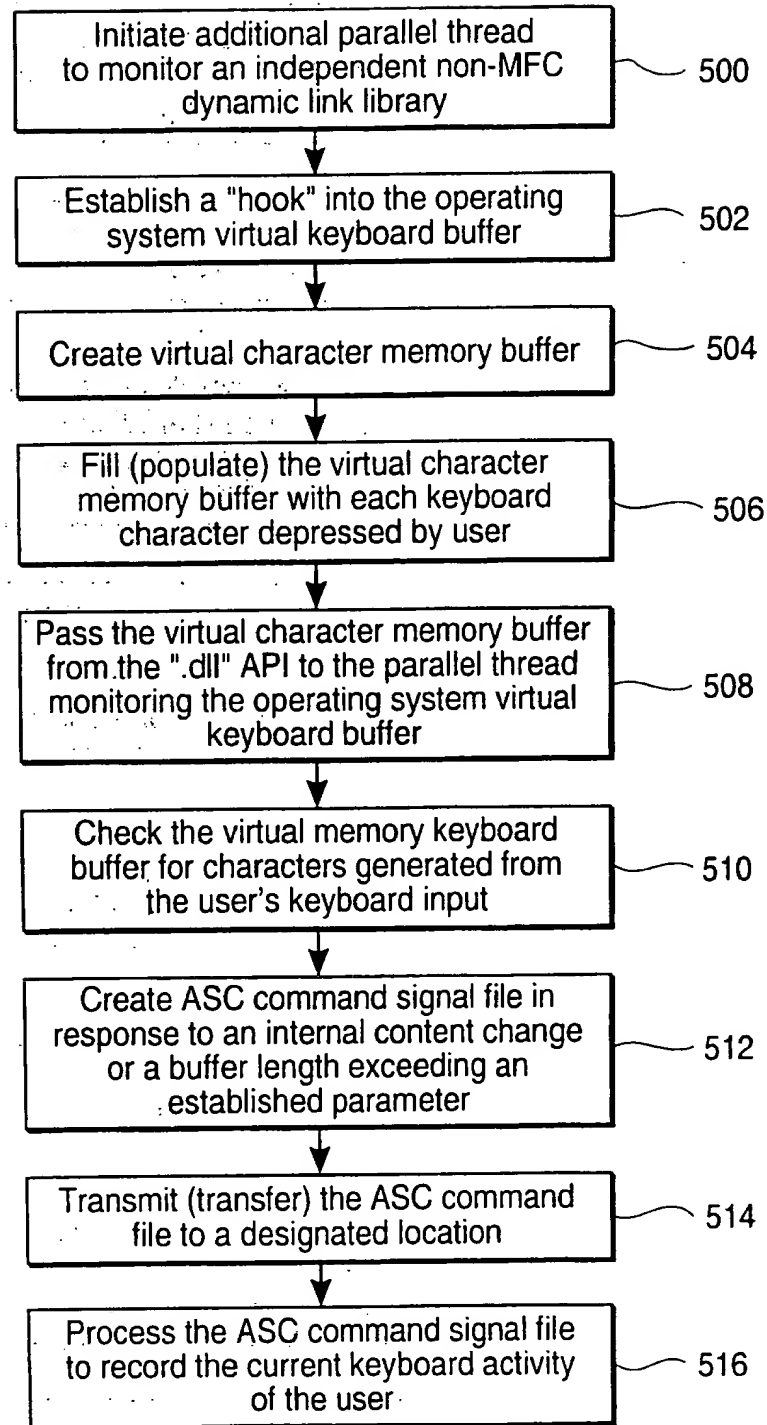 Initiate additional parallel thread
to monitor an independent non-MFC
dynamic link library
500
Establish a "hook" into the operating
system virtual keyboard buffer
502
Create virtual character memory buffer
504
Fill (populate) the virtual character
memory buffer with each keyboard
character depressed by user
506
Pass the virtual character memory buffer
from the ".dll" API to the parallel thread
monitoring the operating system virtual
keyboard buffer
508
Check the virtual memory keyboard
buffer for characters generated from
the user's keyboard input
510
Create ASC command signal file in
response to an internal content change
or a buffer length exceeding an
established parameter
512
Transmit (transfer) the ASC command
file to a designated location
514
Process the ASC command signal file
to record the current keyboard activity
of the user
516